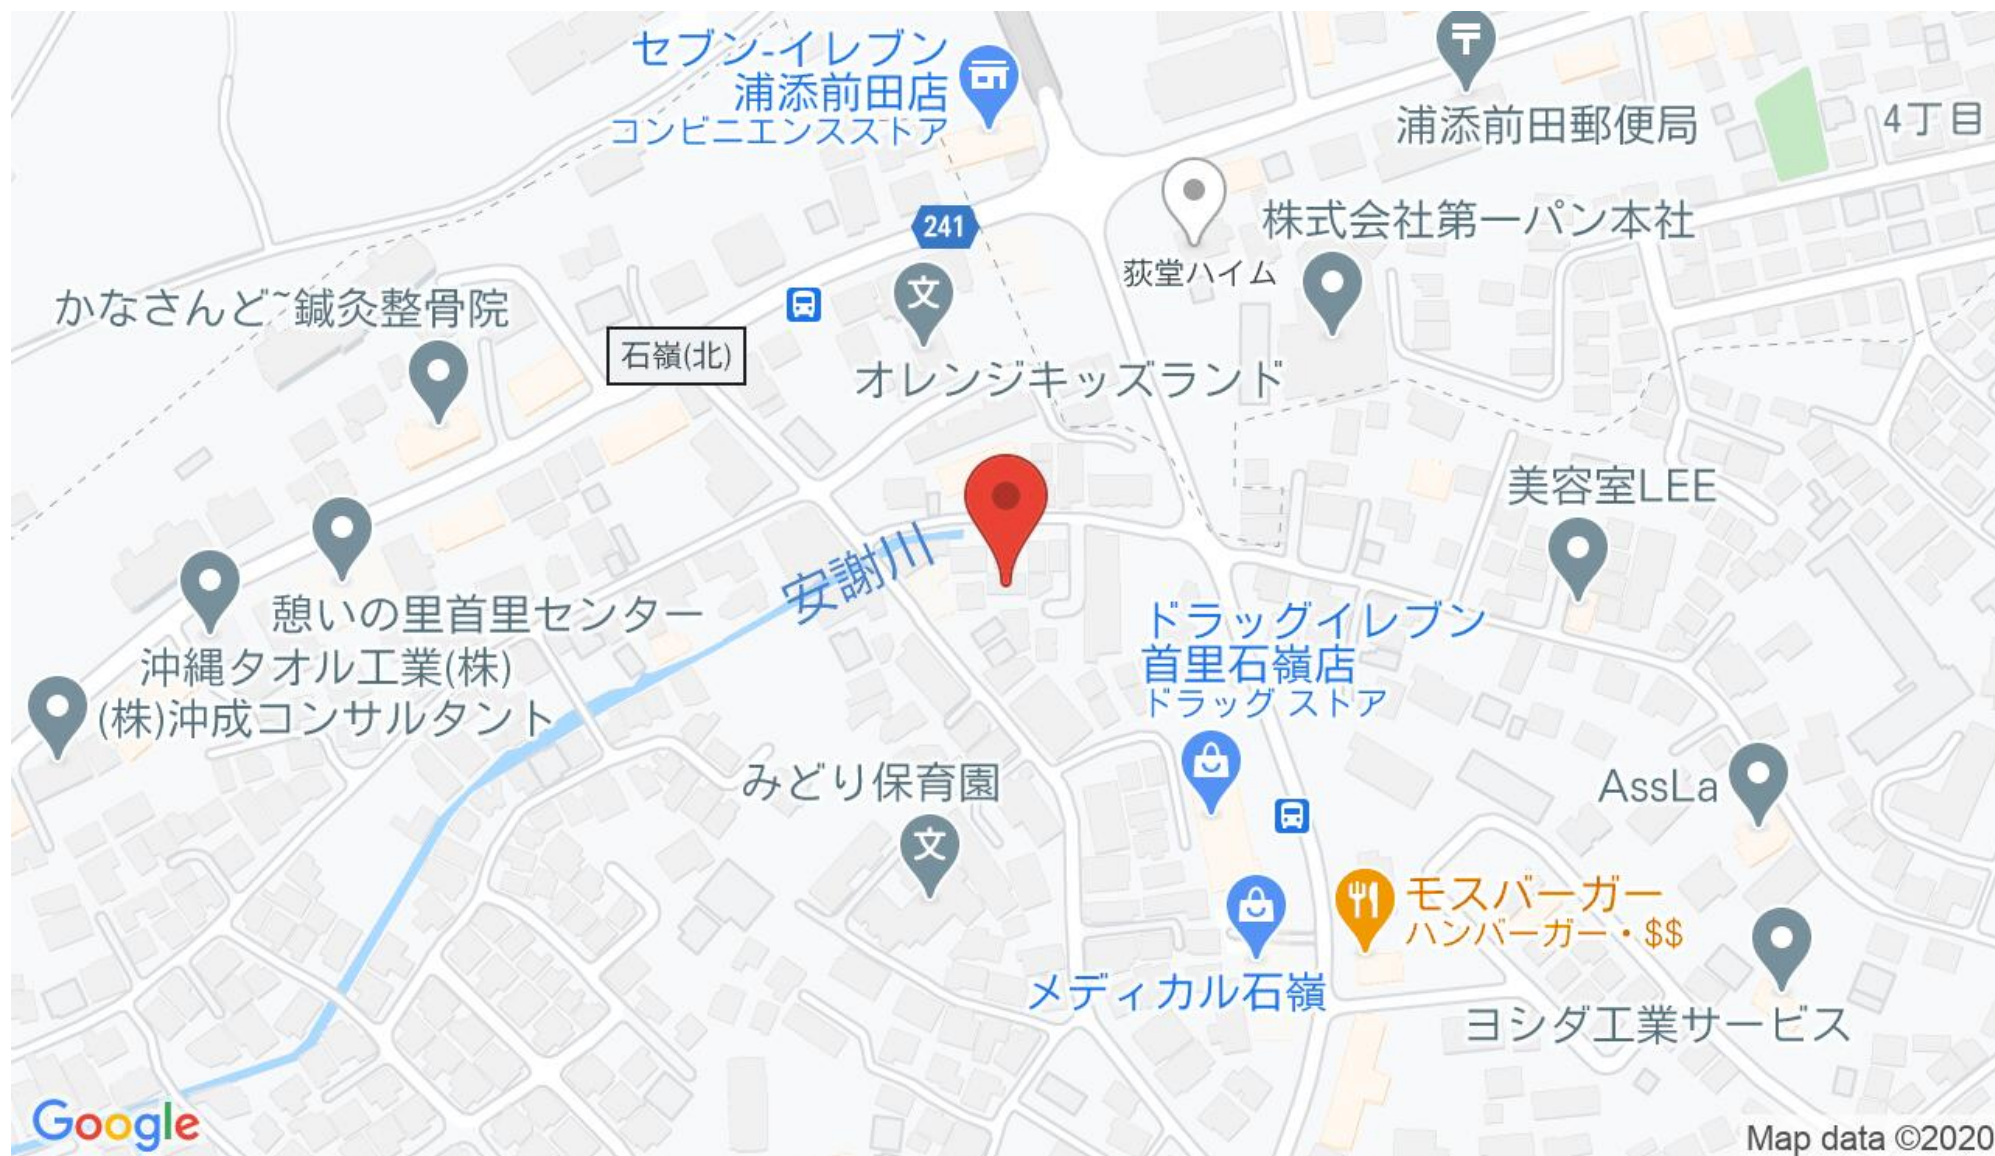 セブン-イレブン
浦添前田店
コンビニエンスストア
浦添前田郵便局
4丁目
241
株式会社第一パン本社
荻堂ハイム
文
かなさんど~鍼灸整骨院
石嶺(北)
オレンジキッズランド
美容室LEE
安謝川
憩いの里首里センター
ドラッグイレブン
首里石嶺店
ドラッグ ストア
沖縄タオル工業(株)
(株)沖成コンサルタント
みどり保育園
文
AssLa
モスバーガー
ハンバーガー・$$
メディカル石嶺
ヨシダ工業サービス
Google
Map data ©2020